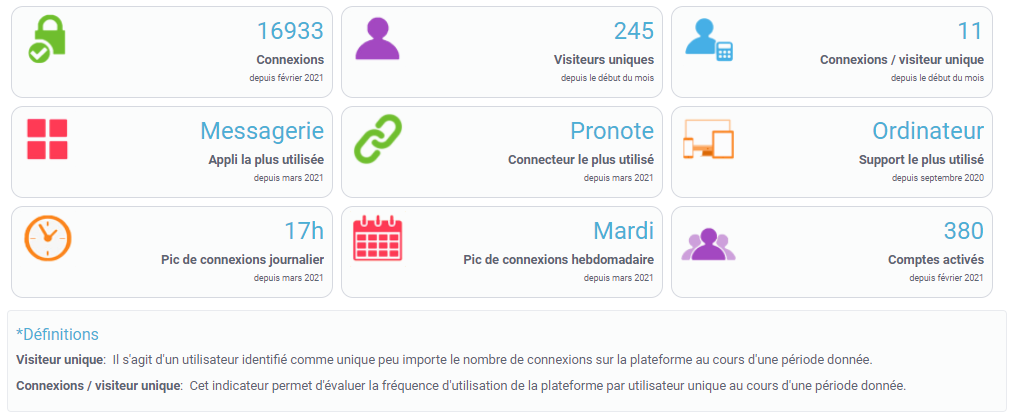 16933
Connexions
depuis février 2021
245
Visiteurs uniques
depuis le début du mois
11
Connexions / visiteur unique
depuis le début du mois
Messagerie
Appli la plus utilisée
depuis mars 2021
Pronote
Connecteur le plus utilisé
depuis mars 2021
Ordinateur
Support le plus utilisé
depuis septembre 2020
17h
Pic de connexions journalier
depuis mars 2021
Mardi
Pic de connexions hebdomadaire
depuis mars 2021
380
Comptes activés
depuis février 2021
*Définitions
Visiteur unique:  Il s'agit d'un utilisateur identifié comme unique peu importe le nombre de connexions sur la plateforme au cours d'une période donnée.
Connexions / visiteur unique:  Cet indicateur permet d'évaluer la fréquence d'utilisation de la plateforme par utilisateur unique au cours d'une période donnée.